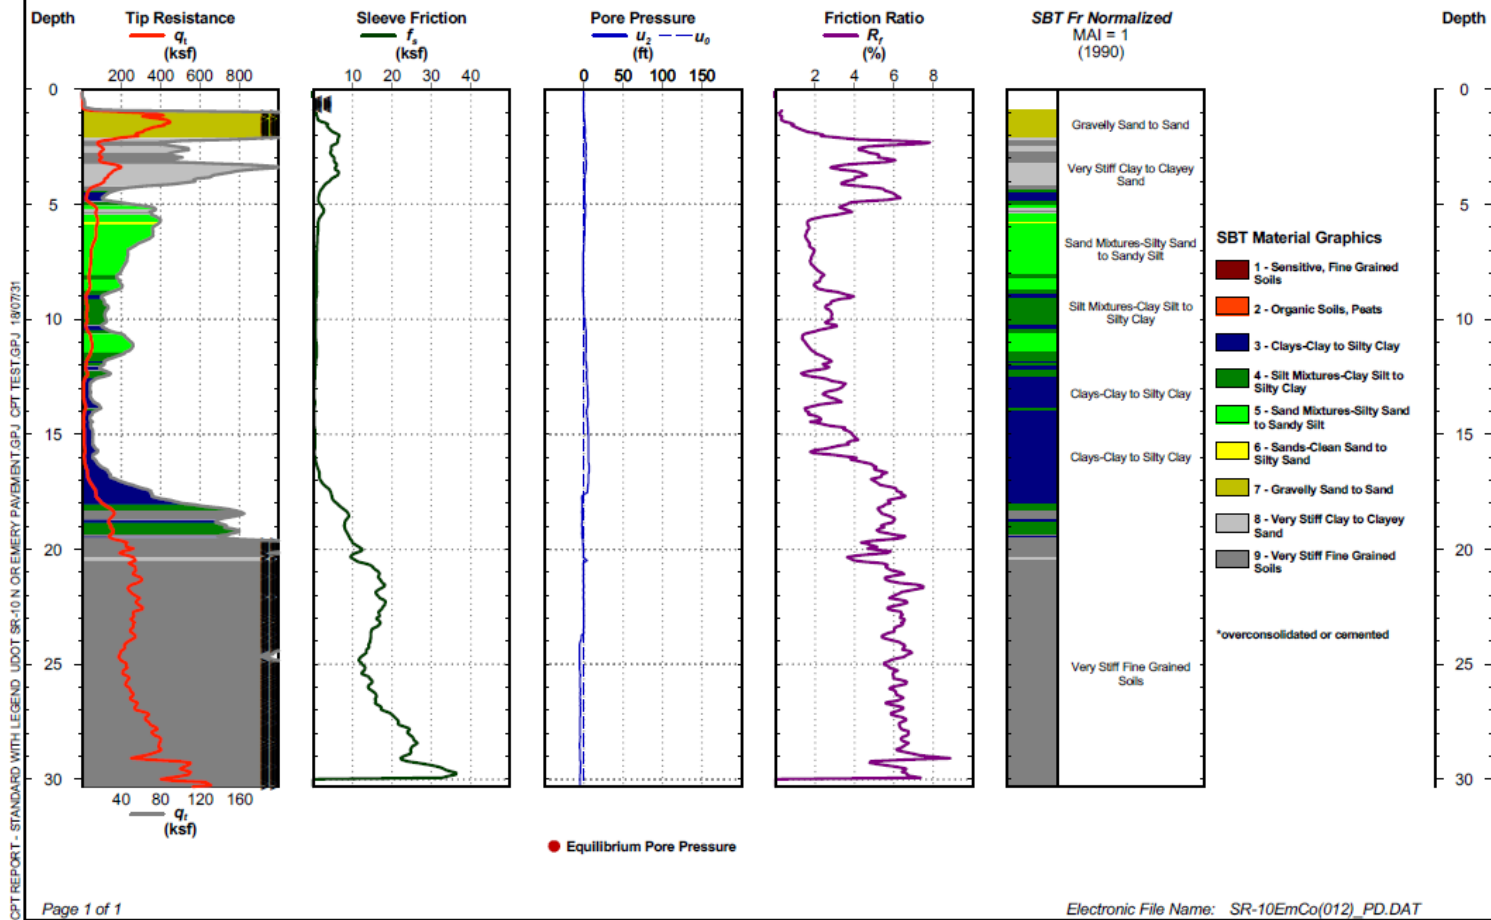 Depth
Tip Resistance
qt
(ksf)
200 400 600 800
Sleeve Friction
fs
(ksf)
10 20 30 40
Pore Pressure
u2 u0
(ft)
0 50 100 150
Friction Ratio
Rf
(%)
2 4 6 8
SBT Fr Normalized
MAI = 1
(1990)
Depth
0
5
10
15
20
25
30
Gravelly Sand to Sand
Very Stiff Clay to Clayey
Sand
Sand Mixtures-Silty Sand
to Sandy Silt
Silt Mixtures-Clay Silt to
Silty Clay
Clays-Clay to Silty Clay
Clays-Clay to Silty Clay
Very Stiff Fine Grained
Soils
SBT Material Graphics
1 - Sensitive, Fine Grained
Soils
2 - Organic Soils, Peats
3 - Clays-Clay to Silty Clay
4 - Silt Mixtures-Clay Silt to
Silty Clay
5 - Sand Mixtures-Silty Sand
to Sandy Silt
6 - Sands-Clean Sand to
Silty Sand
7 - Gravelly Sand to Sand
8 - Very Stiff Clay to Clayey
Sand
9 - Very Stiff Fine Grained
Soils
*overconsolidated or cemented
0
5
10
15
20
25
30
40 80 120 160
qt
(ksf)
Equilibrium Pore Pressure
CPT REPORT - STANDARD WITH LEGEND UDOT SR-10 N OR EMERY PAVEMENT.GPJ CPT TEST.GPJ 18/07/31
Page 1 of 1
Electronic File Name: SR-10EmCo(012)_PD.DAT